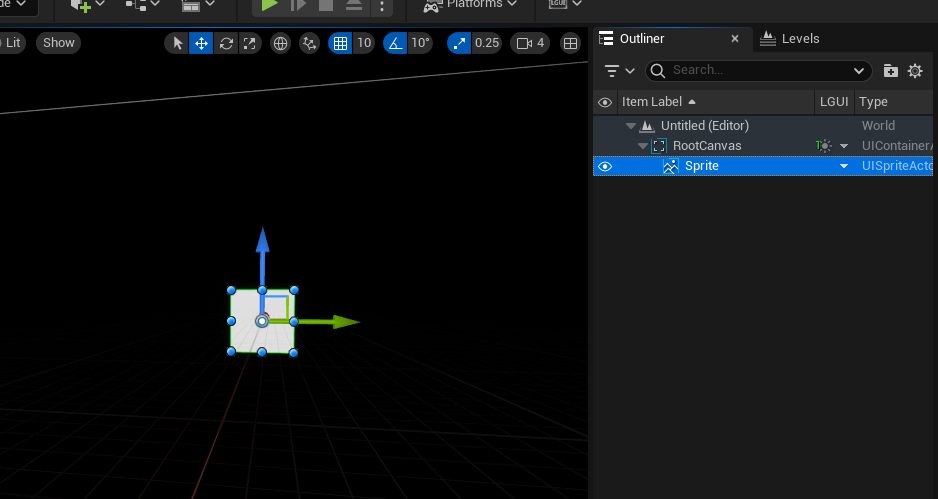 Platforms
Lit
Show
10
10°
0.25
4
Outliner
Levels
Search...
Item Label
LGUI
Type
Untitled (Editor)
World
RootCanvas
UIContainerA
Sprite
UISpriteActo